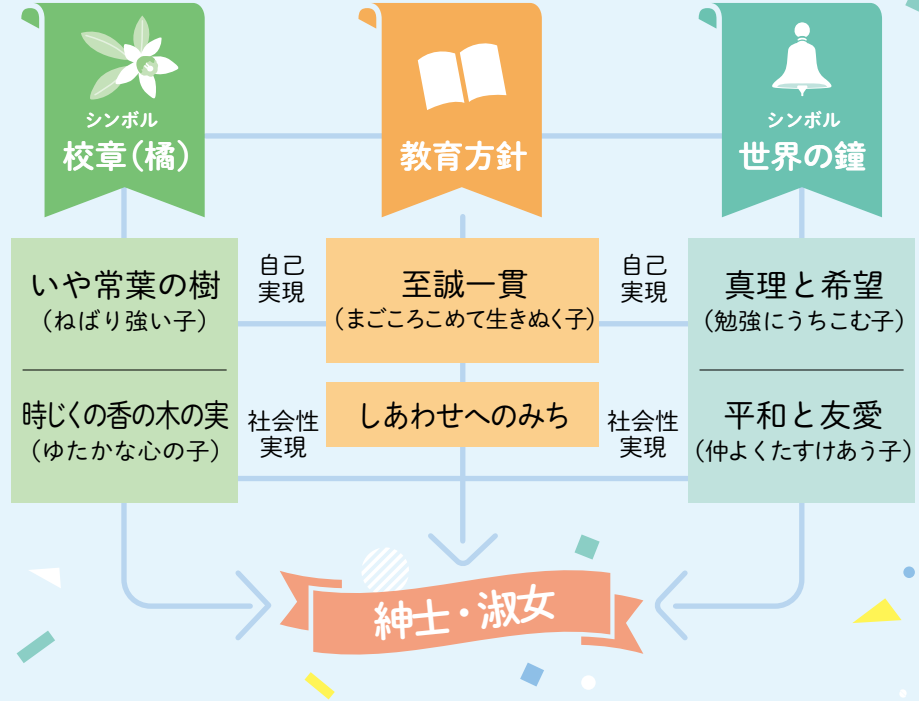 シンボル
校章(橘)
教育方針
シンボル
世界の鐘
いや常葉の樹
(ねばり強い子)
時じくの香の木の実
(ゆたかな心の子)
自己
実現
社会性
実現
至誠一貫
(まごころこめて生きぬく子)
しあわせへのみち
自己
実現
社会性
実現
真理と希望
(勉強にうちこむ子)
平和と友愛
(仲よくたすけあう子)
紳士・淑女